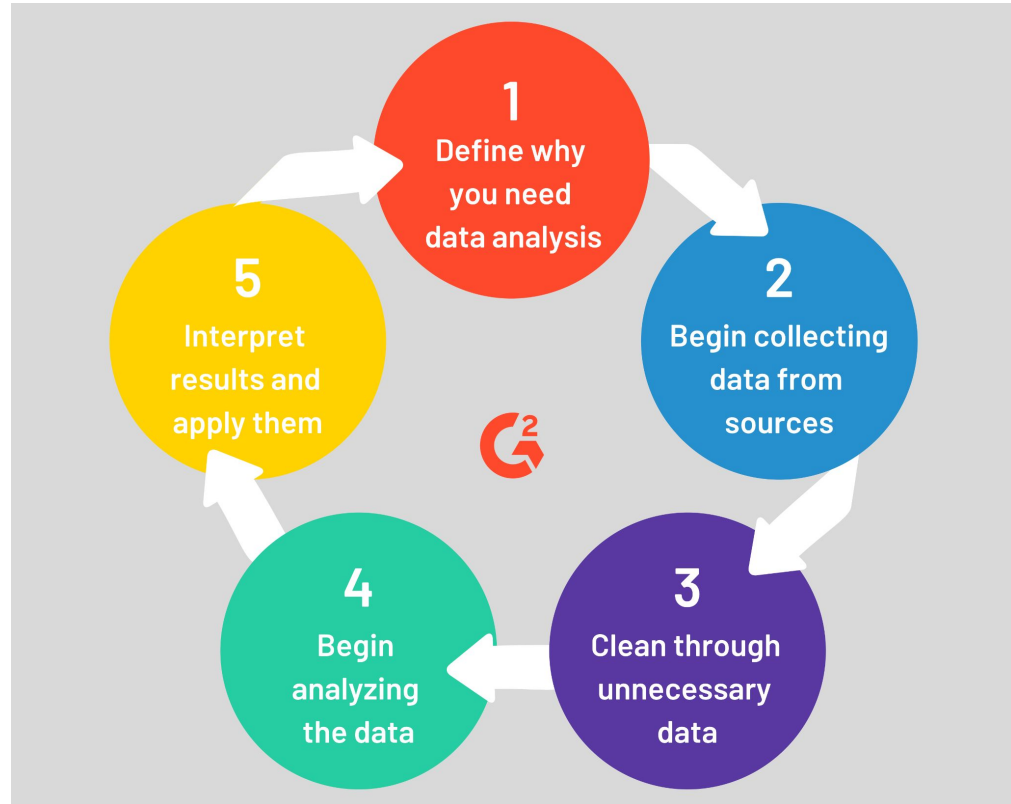 1
Define why
you need
data analysis
2
Begin collecting
data from
sources
3
Clean through
unnecessary
data
4
Begin
analyzing
the data
5
Interpret
results and
apply them
G2